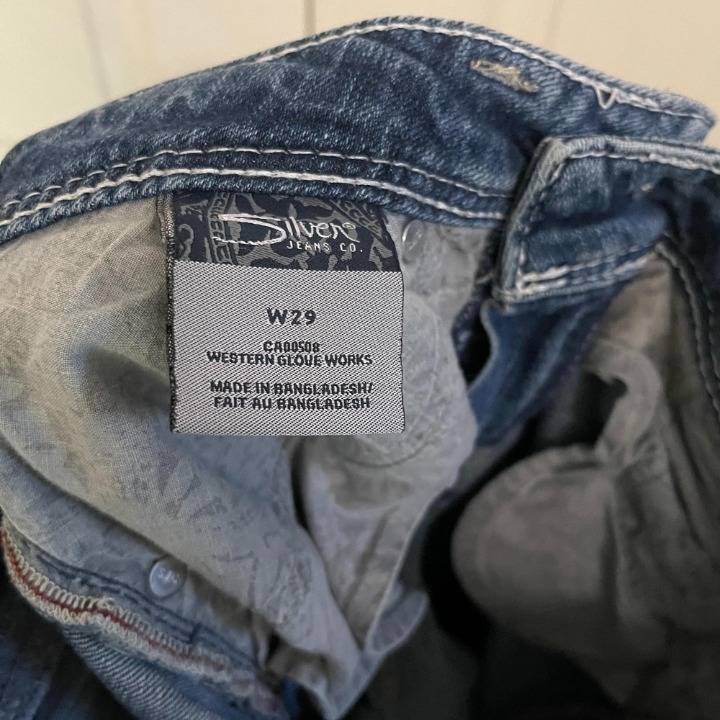 Silver
JEANS CO.
W29
CA00508
WESTERN GLOVE WORKS
MADE IN BANGLADESH/
FAIT AU BANGLADESH